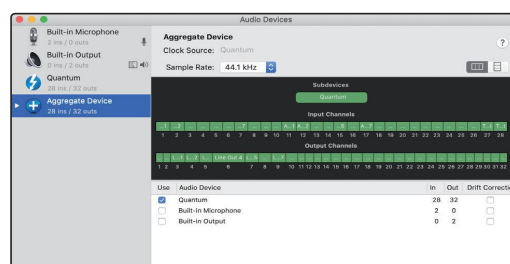 Audio Devices
Built-in Microphone
2 ins / 0 outs
Built-in Output
0 ins / 2 outs
Quantum
28 ins / 32 outs
Aggregate Device
28 ins / 32 outs
Aggregate Device
?
Clock Source: Quantum
Sample Rate: 44.1 kHz
Subdevices
Quantum
Input Channels
1 2 3 4 5 6 7 8 9 10 11 12 13 14 15 16 17 18 19 20 21 22 23 24 25 26 27 28
Output Channels
Line Out 4
1 2 3 4 5 6 7 8 9 10 11 12 13 14 15 16 17 18 19 20 21 22 23 24 25 26 27 28 29 30 31 32
Use Audio Device In Out Drift Correcti
Quantum 28 32
Built-in Microphone 2 0
Built-in Output 0 2